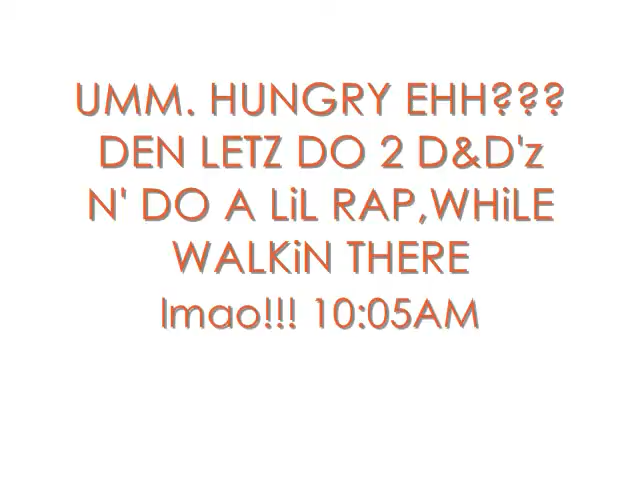 UMM. HUNGRY EHH???
DEN LETZ DO 2 D&D'z
N' DO A LiL RAP,WHiLE
WALKiN THERE
lmao!!! 10:05AM